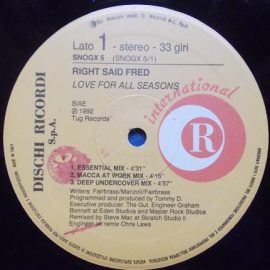 Lato 1 - stereo - 33 giri
SNOGX 5 (SNOGX 5/1)
RIGHT SAID FRED
LOVE FOR ALL SEASONS
SIAE
℗ 1992
Tug Records
DISCHI RICORDI
S.p.A.
international
R
1. ESSENTIAL MIX - 4'31"
2. MACCA AT WORK MIX - 4'16"
3. DEEP UNDERCOVER MIX - 4'57"
Writers: Fairbrass/Manzoli/Fairbrass
Programmed and produced by Tommy D.
Executive producer: The Gut. Engineer Graham
Bonnett at Eden Studios and Master Rock Studios
Remixed by Steve Mac at Skratch Studio II
Engineer on remix Chris Laws